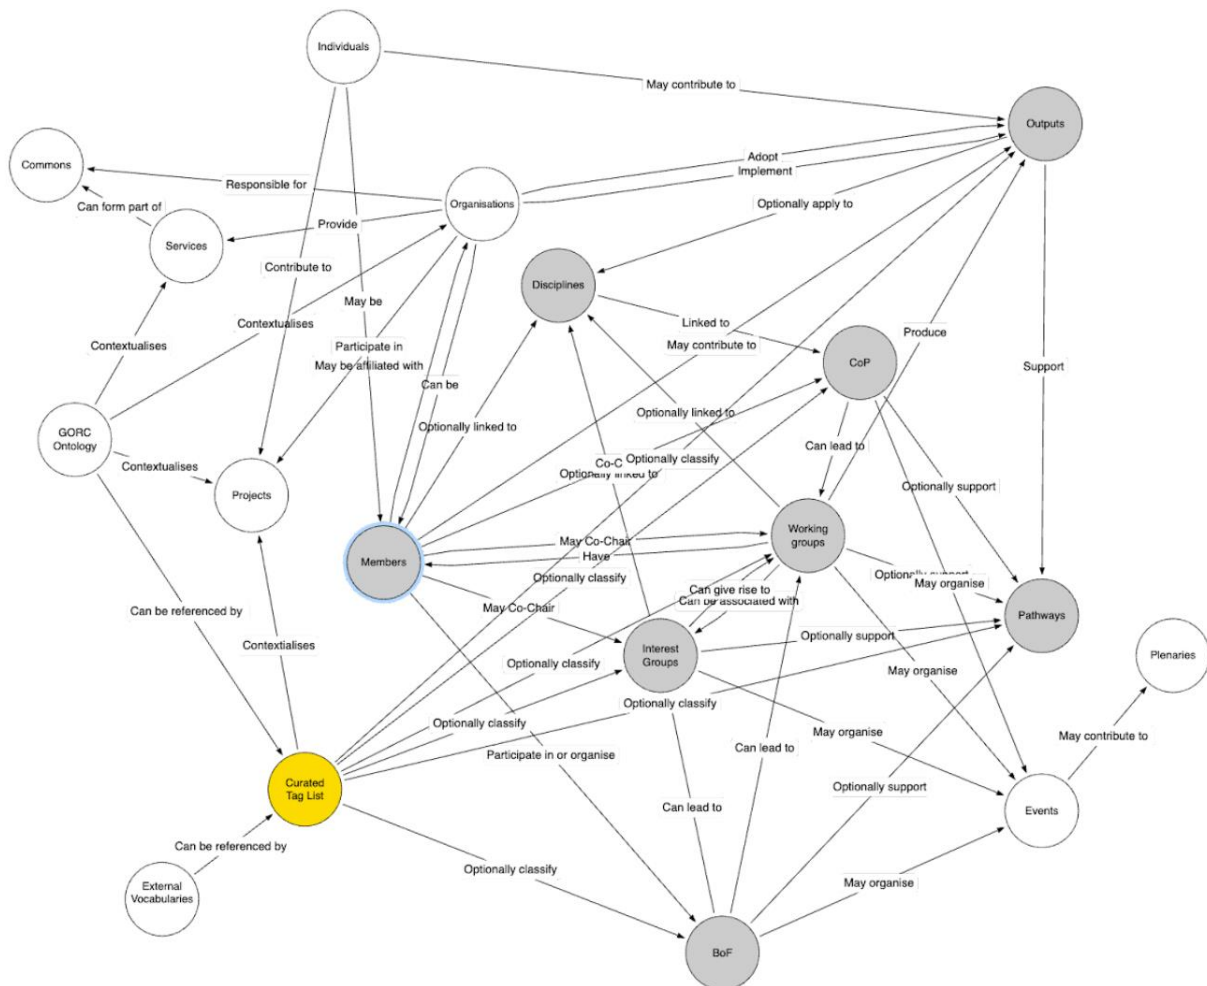 Individuals
May contribute to
Outputs
Commons
Adopt
Implement
Responsible for
Organisations
Optionally apply to
Can form part of
Provide
Services
Contribute to
Disciplines
May be
Contextualises
Linked to
Produce
Contextualises
Participate in
May contribute to
May be affiliated with
CoP
Support
Can be
Optionally linked to
Optionally linked to
GORC
Ontology
Can lead to
Contextualises
Co-C
Optionally classify
Optionally linked to
Optionally support
Projects
Working
groups
May Co-Chair
Have
Members
Optionally classify
Optionally support
May organise
Can give rise to
Can be associated with
Can be referenced by
May Co-Chair
Pathways
Optionally support
Contextialises
Interest
Groups
Plenaries
Optionally classify
May organise
Optionally classify
Optionally classify
May organise
May contribute to
Participate in or organise
Can lead to
Curated
Tag List
Optionally support
Events
Can lead to
Can be referenced by
Optionally classify
May organise
External
Vocabularies
BoF